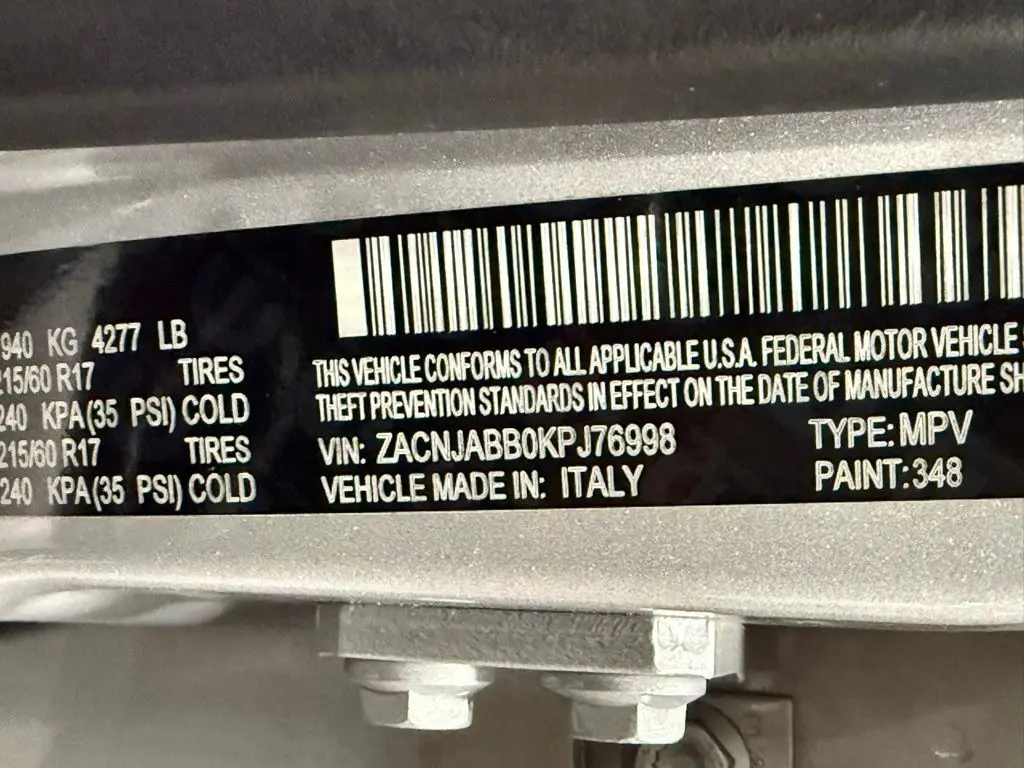 940 KG 4277 LB
215/60 R17 TIRES
240 KPA(35 PSI) COLD
215/60 R17 TIRES
240 KPA(35 PSI) COLD
THIS VEHICLE CONFORMS TO ALL APPLICABLE U.S.A. FEDERAL MOTOR VEHICLE
THEFT PREVENTION STANDARDS IN EFFECT ON THE DATE OF MANUFACTURE SH
VIN: ZACNJABB0KPJ76998 TYPE: MPV
VEHICLE MADE IN: ITALY PAINT: 348